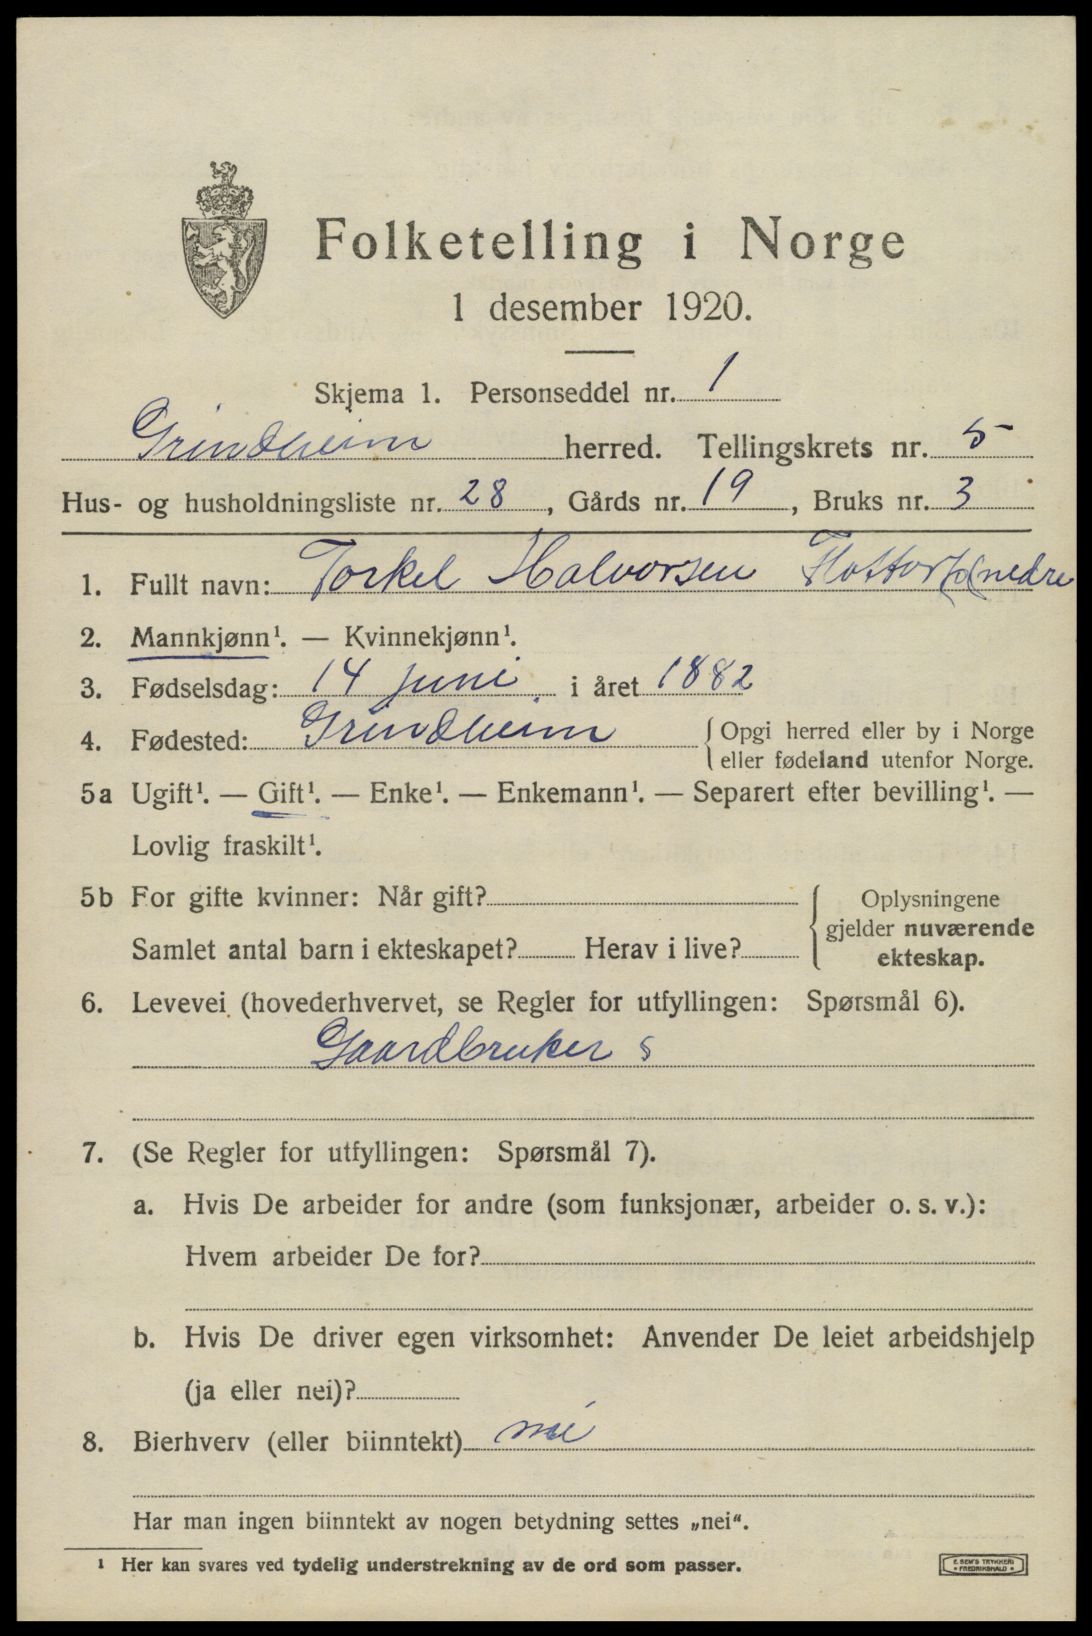 Folketelling i Norge
1 desember 1920.
Skjema 1. Personseddel nr. 1
Grindheim herred. Tellingskrets nr. 5
Hus- og husholdningsliste nr. 28, Gårds nr. 19, Bruks nr. 3
1. Fullt navn: Torkel Halvorsen nedre
2. Mannkjønn¹. — Kvinnekjønn¹.
3. Fødselsdag: 14 juni i året 1882
4. Fødested: Grindheim { Opgi herred eller by i Norge
eller fødeland utenfor Norge.
5a Ugift¹. — Gift¹. — Enke¹. — Enkemann¹. — Separert efter bevilling¹. —
Lovlig fraskilt¹.
5b For gifte kvinner: Når gift? { Oplysningene
gjelder nuværende
Samlet antal barn i ekteskapet? Herav i live? ekteskap.
6. Levevei (hovederhvervet, se Regler for utfyllingen: Spørsmål 6).
Gaardbruker s
7. (Se Regler for utfyllingen: Spørsmål 7).
a. Hvis De arbeider for andre (som funksjonær, arbeider o. s. v.):
Hvem arbeider De for?
b. Hvis De driver egen virksomhet: Anvender De leiet arbeidshjelp
(ja eller nei)?
8. Bierhverv (eller biinntekt) nei
Har man ingen biinntekt av nogen betydning settes „nei“.
¹ Her kan svares ved tydelig understrekning av de ord som passer.
E. SEM'S TRYKKERI
• FREDRIKSHALD •